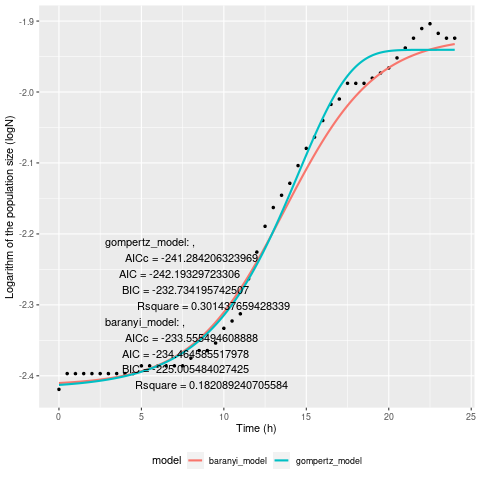 -1.9
-2.0
-2.1
-2.2
-2.3
-2.4
Logarithm of the population size (logN)
gompertz_model: ,
AICc = -241.284206323969
AIC = -242.19329723306
BIC = -232.734195742507
Rsquare = 0.301437659428339
baranyi_model: ,
AICc = -233.555494608888
AIC = -234.464585517978
BIC = -225.005484027425
Rsquare = 0.182089240705584
0 5 10 15 20 25
Time (h)
model baranyi_model gompertz_model